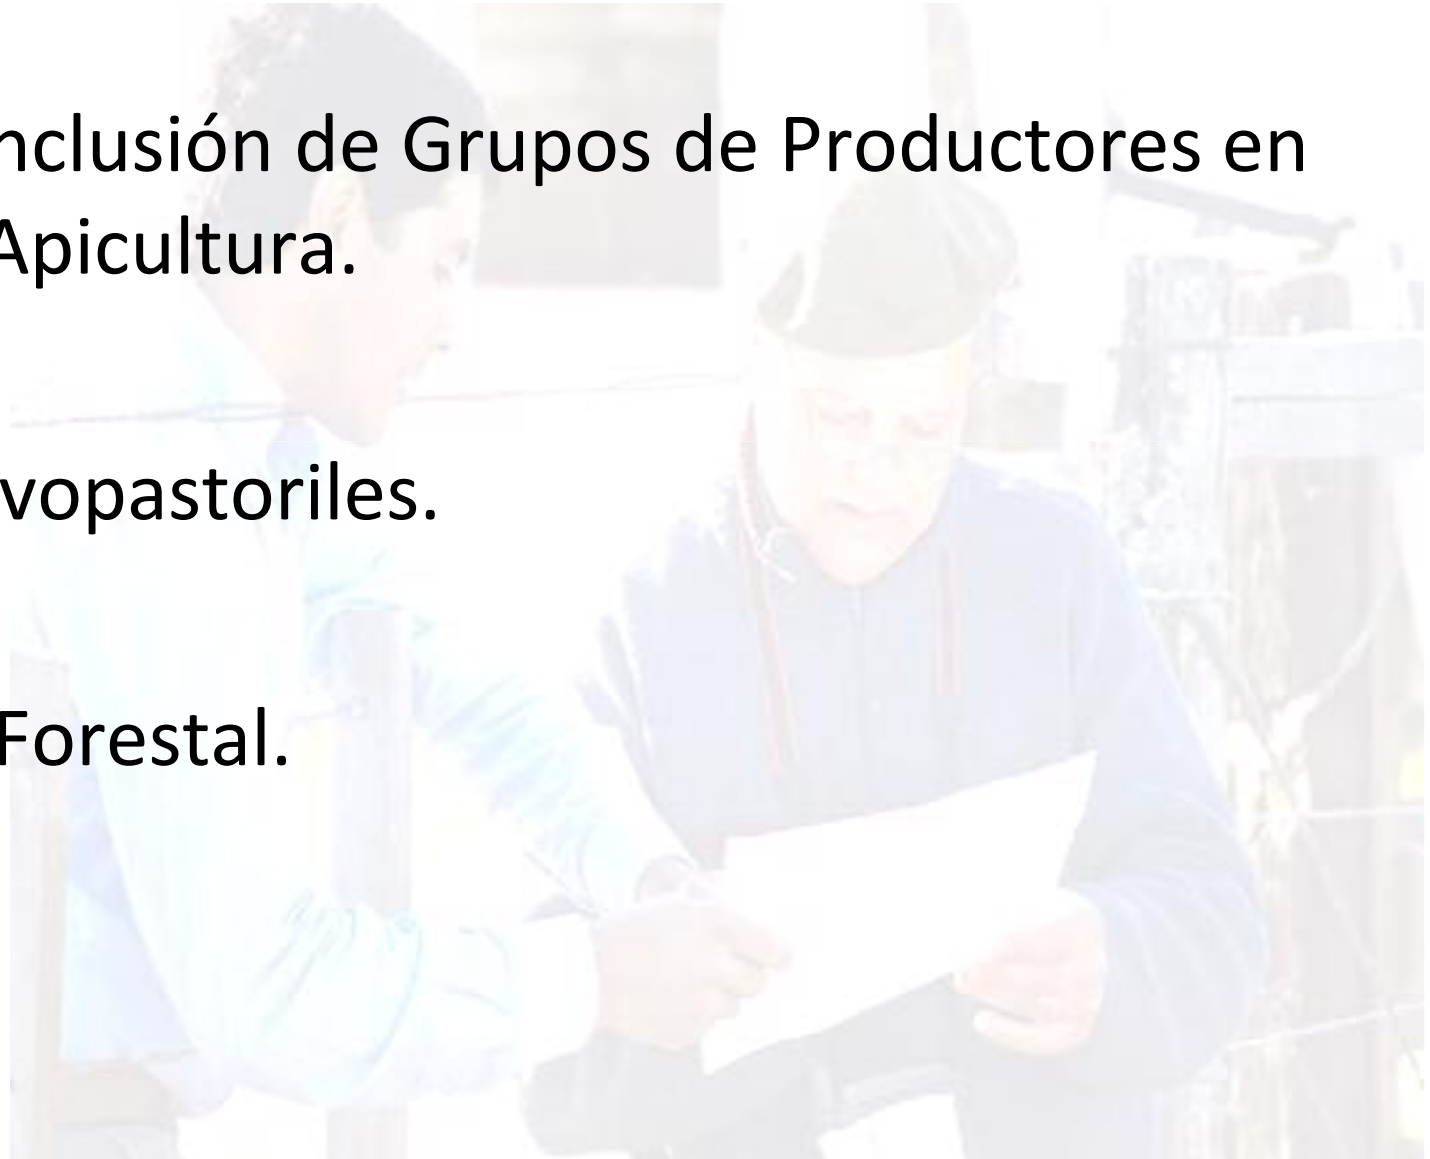 nclusión de Grupos de Productores en
Apicultura.
vopastoriles.
Forestal.